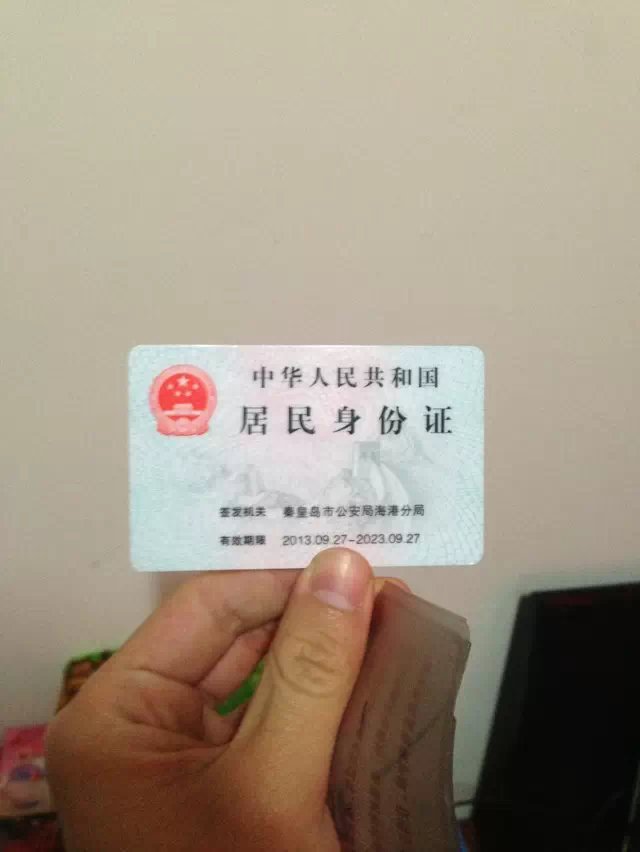 中华人民共和国
居民身份证
签发机关 秦皇岛市公安局海港分局
有效期限 2013.09.27-2023.09.27